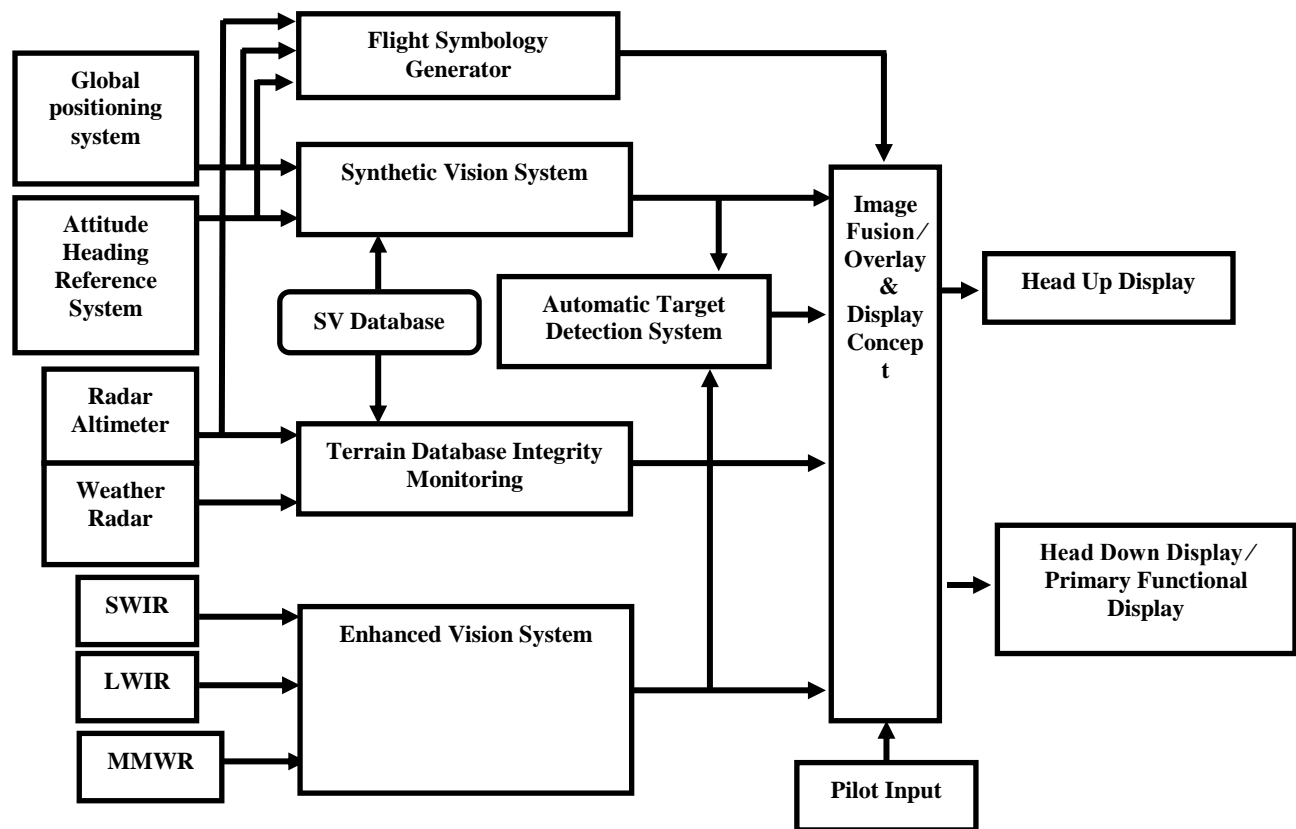 Flight Symbology
Generator
Global
positioning
system
Synthetic Vision System
Attitude
Heading
Reference
System
SV Database
Automatic Target
Detection System
Image
Fusion/
Overlay
&
Display
Concep
t
Head Up Display
Radar
Altimeter
Terrain Database Integrity
Monitoring
Weather
Radar
Head Down Display/
Primary Functional
Display
SWIR
Enhanced Vision System
LWIR
MMWR
Pilot Input